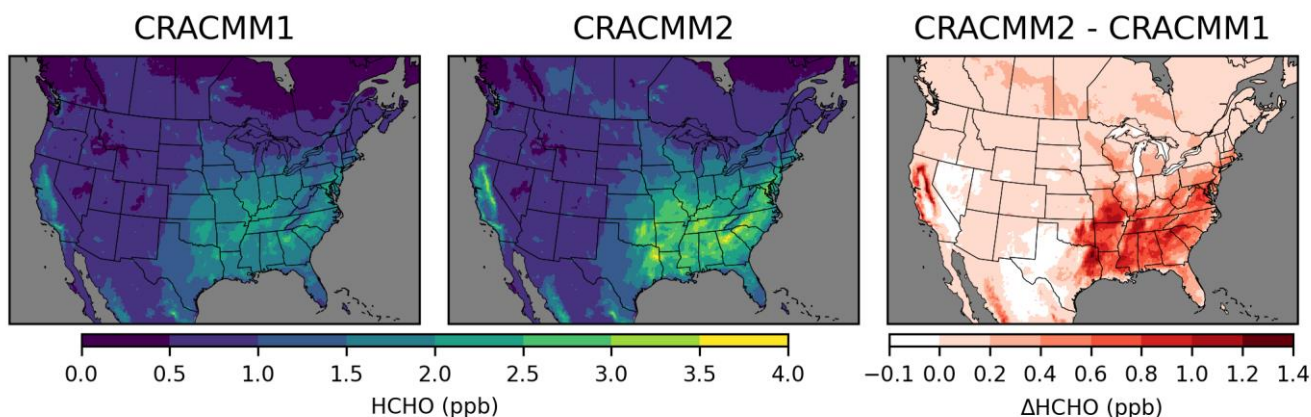 CRACMM1
CRACMM2
CRACMM2 - CRACMM1
0.0 0.5 1.0 1.5 2.0 2.5 3.0 3.5 4.0
HCHO (ppb)
−0.1 0.0 0.2 0.4 0.6 0.8 1.0 1.2 1.4
ΔHCHO (ppb)